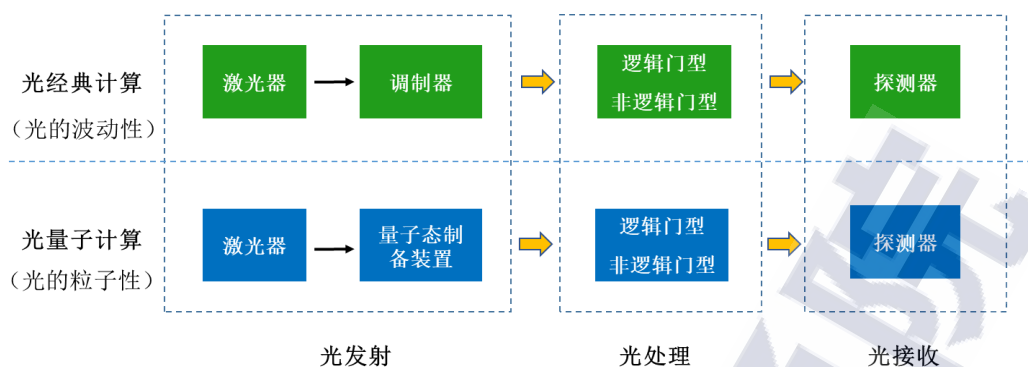 光经典计算
（光的波动性）
激光器
调制器
逻辑门型
非逻辑门型
探测器
光量子计算
（光的粒子性）
激光器
量子态制
备装置
逻辑门型
非逻辑门型
探测器
光发射
光处理
光接收